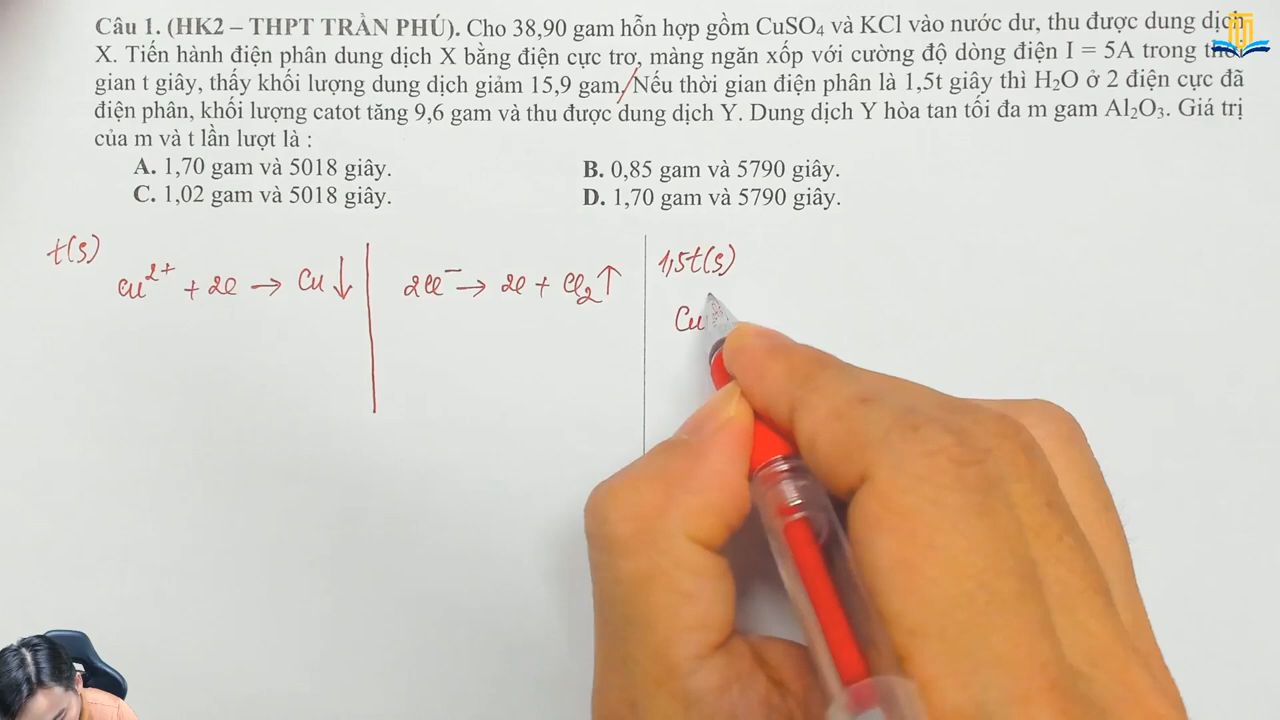 Câu 1. (HK2 – THPT TRẦN PHÚ). Cho 38,90 gam hỗn hợp gồm CuSO₄ và KCl vào nước dư, thu được dung dịch
X. Tiến hành điện phân dung dịch X bằng điện cực trơ, màng ngăn xốp với cường độ dòng điện I = 5A trong thời
gian t giây, thấy khối lượng dung dịch giảm 15,9 gam. Nếu thời gian điện phân là 1,5t giây thì H₂O ở 2 điện cực đã
điện phân, khối lượng catot tăng 9,6 gam và thu được dung dịch Y. Dung dịch Y hòa tan tối đa m gam Al₂O₃. Giá trị
của m và t lần lượt là :
A. 1,70 gam và 5018 giây. B. 0,85 gam và 5790 giây.
C. 1,02 gam và 5018 giây. D. 1,70 gam và 5790 giây.
t(s) 1,5t(s)
Cu²⁺ + 2e → Cu↓ 2Cl⁻ → 2e + Cl₂↑
Cu